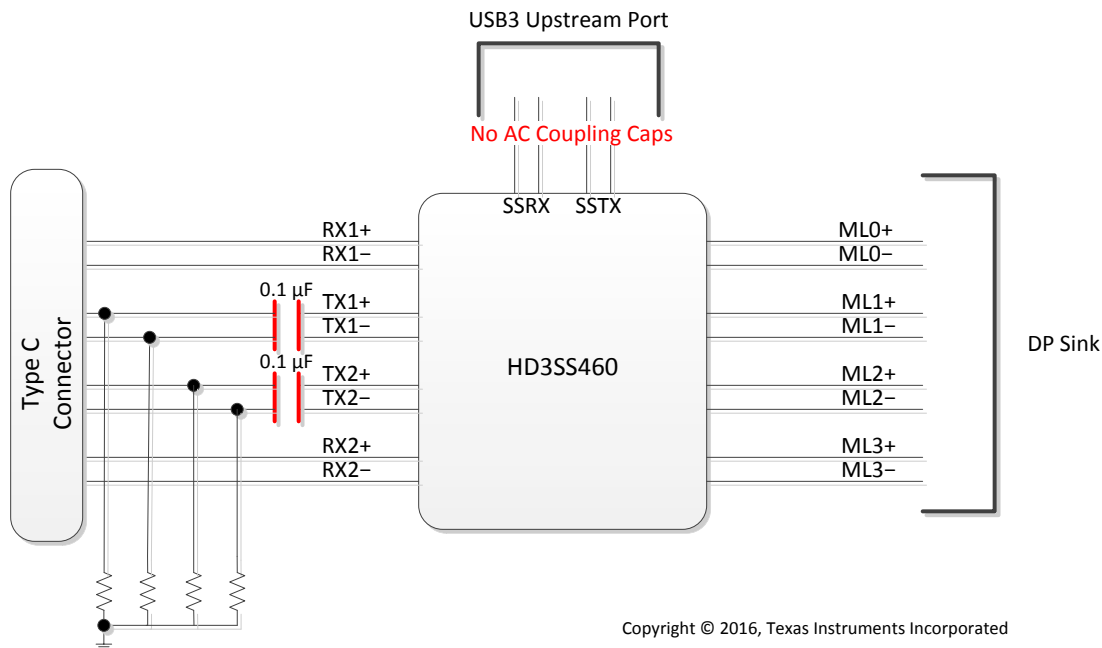 USB3 Upstream Port
No AC Coupling Caps
SSRX SSTX
Type C
Connector
RX1+
RX1−
0.1 µF
TX1+
TX1−
0.1 µF
TX2+
TX2−
RX2+
RX2−
HD3SS460
ML0+
ML0−
ML1+
ML1−
ML2+
ML2−
ML3+
ML3−
DP Sink
Copyright © 2016, Texas Instruments Incorporated